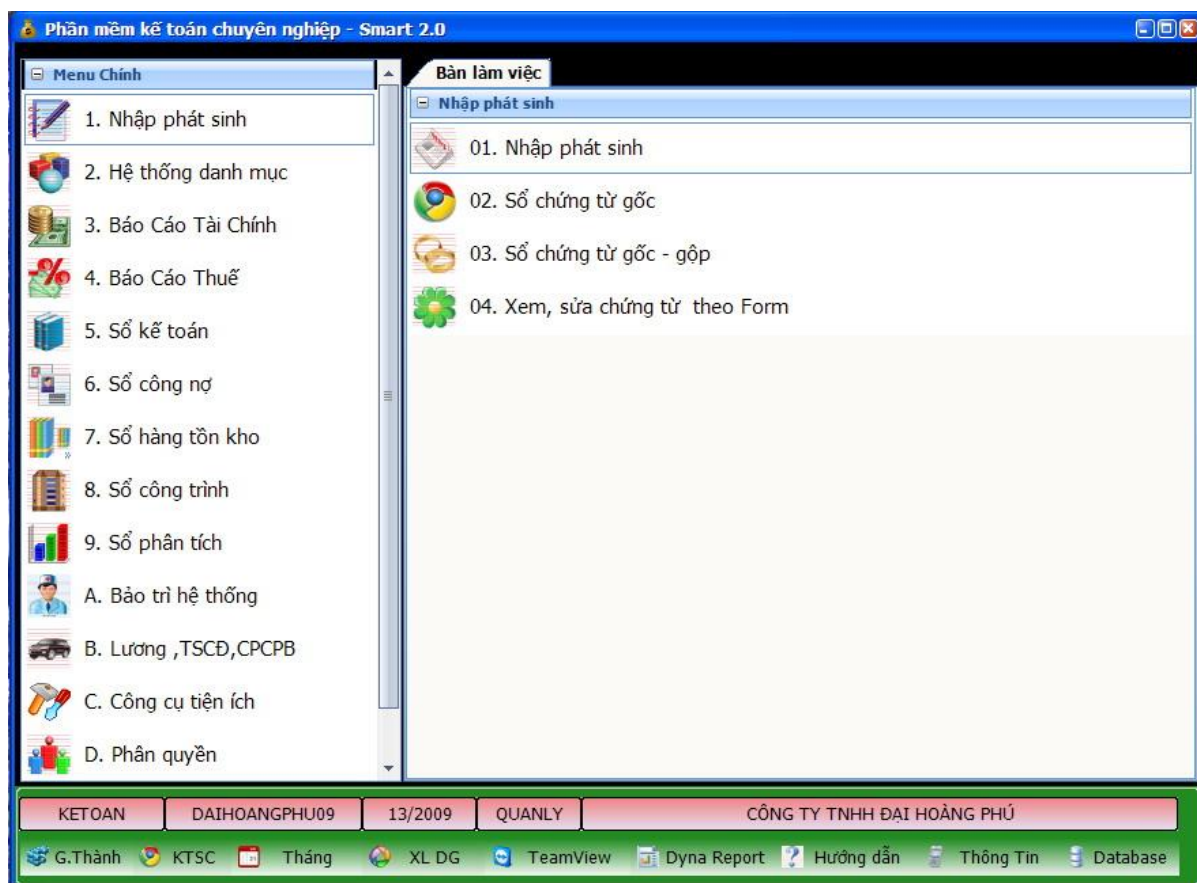 Phần mềm kế toán chuyên nghiệp - Smart 2.0
Menu Chính
1. Nhập phát sinh
2. Hệ thống danh mục
3. Báo Cáo Tài Chính
4. Báo Cáo Thuế
5. Sổ kế toán
6. Sổ công nợ
7. Sổ hàng tồn kho
8. Sổ công trình
9. Sổ phân tích
A. Bảo trì hệ thống
B. Lương ,TSCĐ,CPCPB
C. Công cụ tiện ích
D. Phân quyền
Bàn làm việc
Nhập phát sinh
01. Nhập phát sinh
02. Sổ chứng từ gốc
03. Sổ chứng từ gốc - gộp
04. Xem, sửa chứng từ  theo Form
KETOAN DAIHOANGPHU09 13/2009 QUANLY CÔNG TY TNHH ĐẠI HOÀNG PHÚ
G.Thành KTSC Tháng XL DG TeamView Dyna Report Hướng dẫn Thông Tin Database